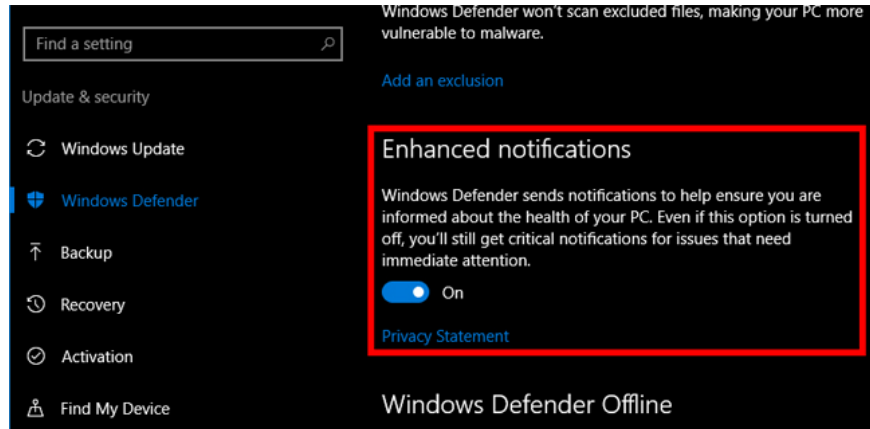 Find a setting
Update & security
Windows Update
Windows Defender
Backup
Recovery
Activation
Find My Device
Windows Defender won't scan excluded files, making your PC more
vulnerable to malware.
Add an exclusion
Enhanced notifications
Windows Defender sends notifications to help ensure you are
informed about the health of your PC. Even if this option is turned
off, you'll still get critical notifications for issues that need
immediate attention.
On
Privacy Statement
Windows Defender Offline